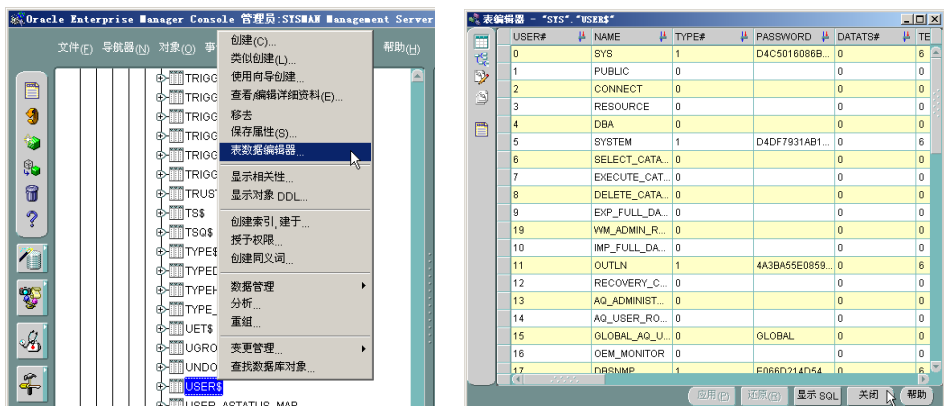 Oracle Enterprise Manager Console 管理员:SYSMAN Management Server
文件(F) 导航器(N) 对象(O) 帮助(H)
创建(C)...
类似创建(L)...
使用向导创建...
查看/编辑详细资料(E)...
移去
保存属性(S)...
表数据编辑器...
显示相关性...
显示对象 DDL...
创建索引, 建于...
授予权限...
创建同义词...
数据管理
分析...
重组...
变更管理...
查找数据库对象...
TRIGG
TRIGG
TRIGG
TRIGG
TRIGG
TRIGG
TRUS
TS$
TSQ$
TYPE$
TYPED
TYPEH
TYPE_
UET$
UGRO
UNDO
USER$
USER_ASTATUS_MAP
表编辑器 - "SYS"."USER$"
USER# NAME TYPE# PASSWORD DATATS# TE
0 SYS 1 D4C5016086B... 0 6
1 PUBLIC 0 0 0
2 CONNECT 0 0 0
3 RESOURCE 0 0 0
4 DBA 0 0 0
5 SYSTEM 1 D4DF7931AB1... 0 6
6 SELECT_CATA... 0 0 0
7 EXECUTE_CAT... 0 0 0
8 DELETE_CATA... 0 0 0
9 EXP_FULL_DA... 0 0 0
19 WM_ADMIN_R... 0 0 0
10 IMP_FULL_DA... 0 0 0
11 OUTLN 1 4A3BA55E0859... 0 6
12 RECOVERY_C... 0 0 0
13 AQ_ADMINIST... 0 0 0
14 AQ_USER_RO... 0 0 0
15 GLOBAL_AQ_U... 0 GLOBAL 0 0
16 OEM_MONITOR 0 0 0
17 DBSNMP 1 E066D214D54... 0 6
应用(P) 还原(R) 显示 SQL 关闭 帮助